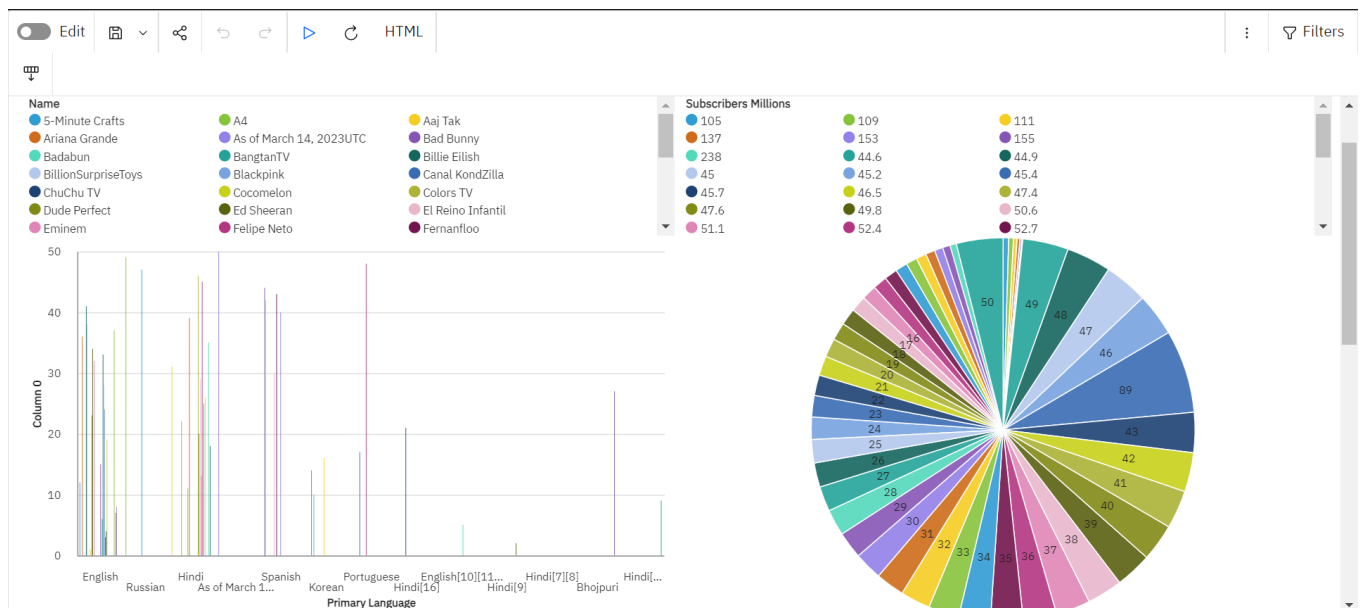 Edit HTML Filters
Name
5-Minute Crafts A4 Aaj Tak
Ariana Grande As of March 14, 2023UTC Bad Bunny
Badabun BangtanTV Billie Eilish
BillionSurpriseToys Blackpink Canal KondZilla
ChuChu TV Cocomelon Colors TV
Dude Perfect Ed Sheeran El Reino Infantil
Eminem Felipe Neto Fernanfloo
50
40
30
20
10
0
Column 0
English Hindi Spanish Portuguese English[10][11... Hindi[7][8] Hindi[...
Russian As of March 1... Korean Hindi[16] Hindi[9] Bhojpuri
Primary Language
Subscribers Millions
105 109 111
137 153 155
238 44.6 44.9
45 45.2 45.4
45.7 46.5 47.4
47.6 49.8 50.6
51.1 52.4 52.7
50
49
48
47
46
89
43
42
41
40
39
38
37
36
35
34
33
32
31
30
29
28
27
26
25
24
23
22
21
20
19
18
17
16